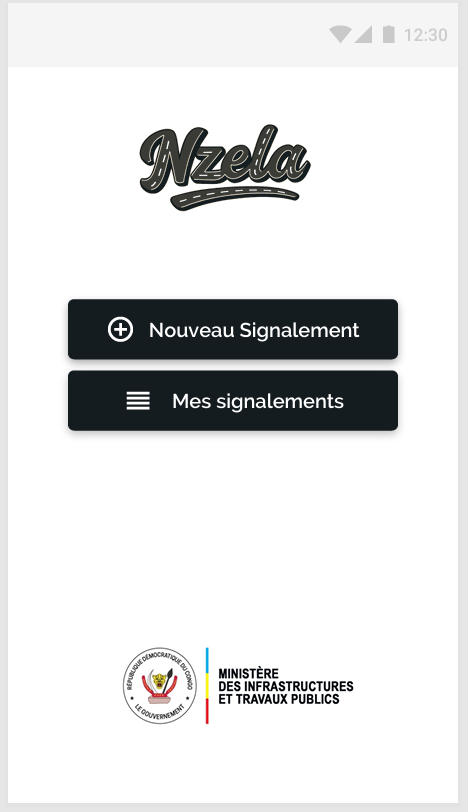 12:30
Nzela
Nouveau Signalement
Mes signalements
RÉPUBLIQUE DÉMOCRATIQUE DU CONGO
LE GOUVERNEMENT
MINISTÈRE
DES INFRASTRUCTURES
ET TRAVAUX PUBLICS